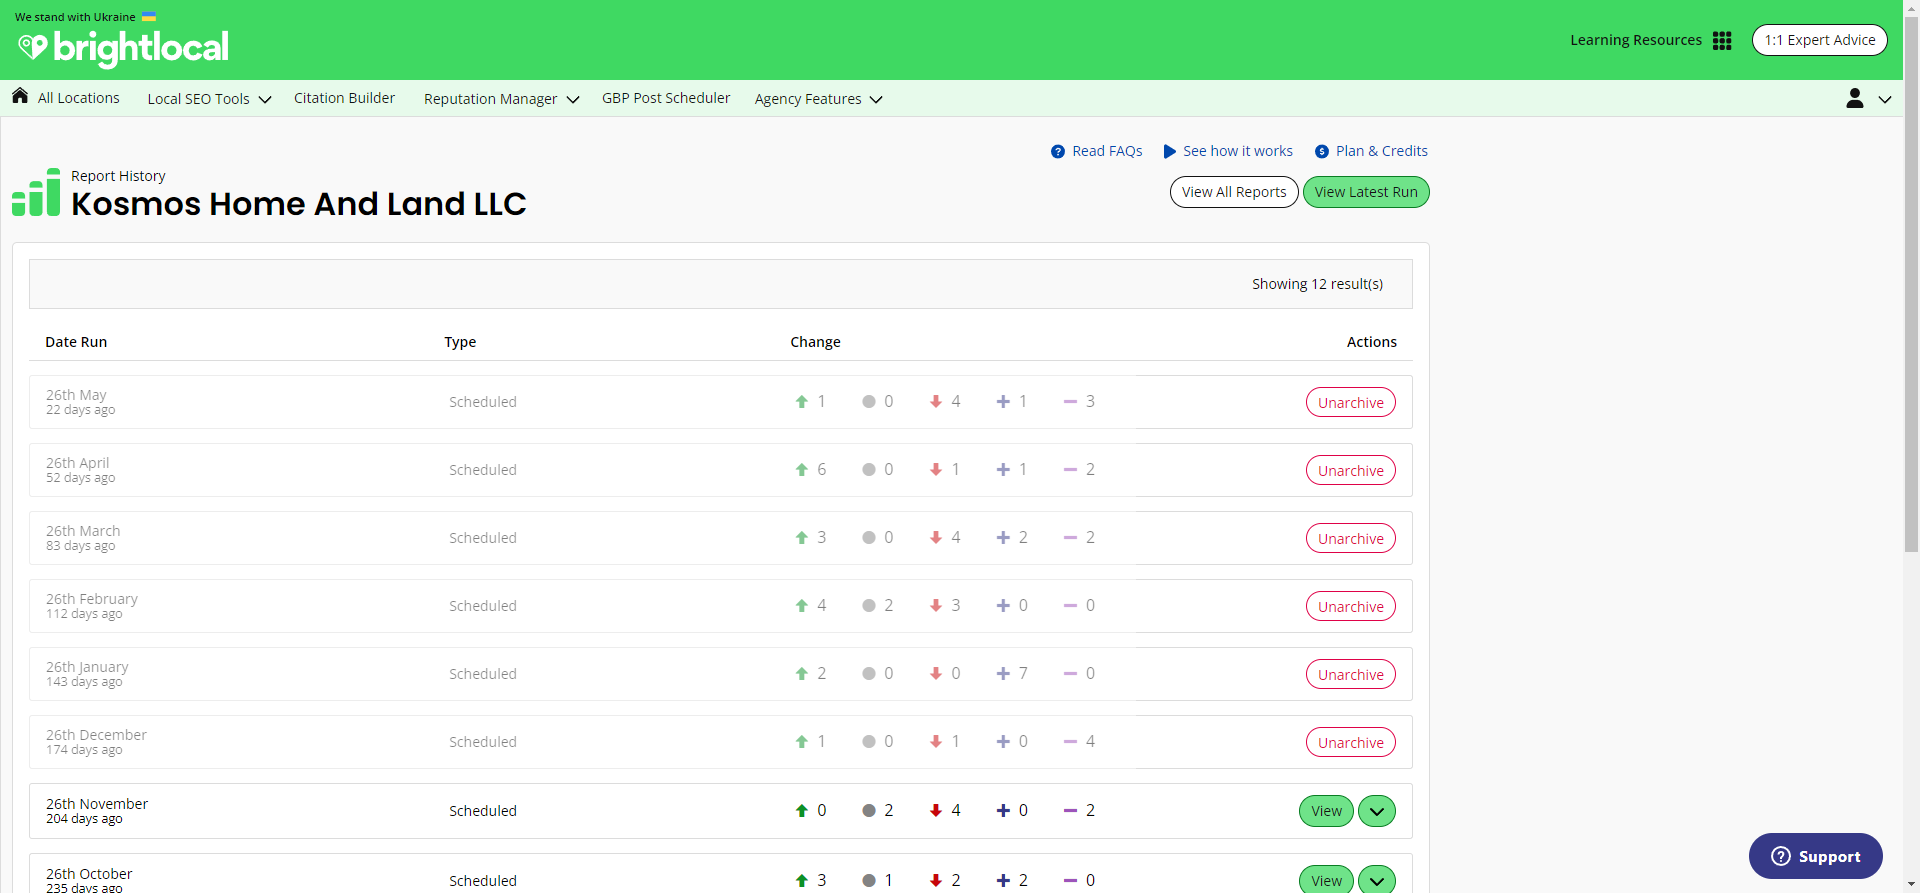 We stand with Ukraine
brightlocal
Learning Resources
1:1 Expert Advice
All Locations Local SEO Tools Citation Builder Reputation Manager GBP Post Scheduler Agency Features
Read FAQs See how it works Plan & Credits
Report History
Kosmos Home And Land LLC
View All Reports View Latest Run
Showing 12 result(s)
Date Run Type Change Actions
26th May
22 days ago
Scheduled 1 0 4 1 3 Unarchive
26th April
52 days ago
Scheduled 6 0 1 1 2 Unarchive
26th March
83 days ago
Scheduled 3 0 4 2 2 Unarchive
26th February
112 days ago
Scheduled 4 2 3 0 0 Unarchive
26th January
143 days ago
Scheduled 2 0 0 7 0 Unarchive
26th December
174 days ago
Scheduled 1 0 1 0 4 Unarchive
26th November
204 days ago
Scheduled 0 2 4 0 2 View
26th October
235 days ago
Scheduled 3 1 2 2 0 View
Support